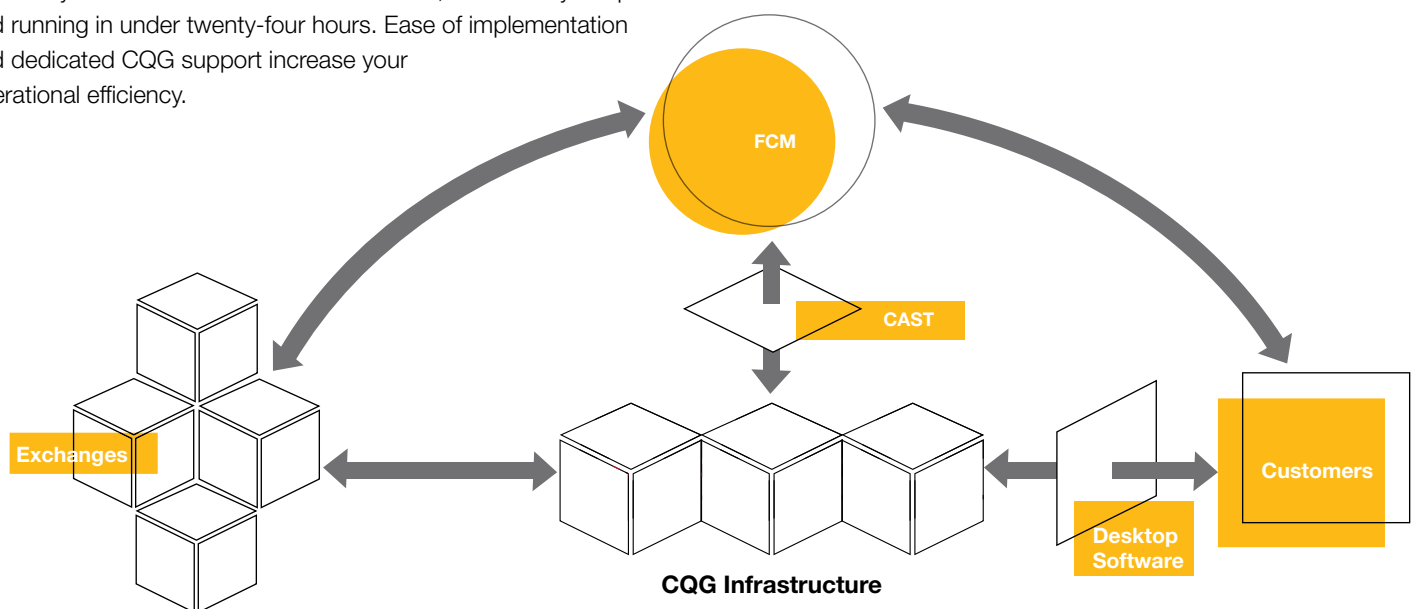 running in under twenty-four hours. Ease of implementation
dedicated CQG support increase your
efficiency.
FCM
CAST
Exchanges
Customers
Desktop
Software
CQG Infrastructure